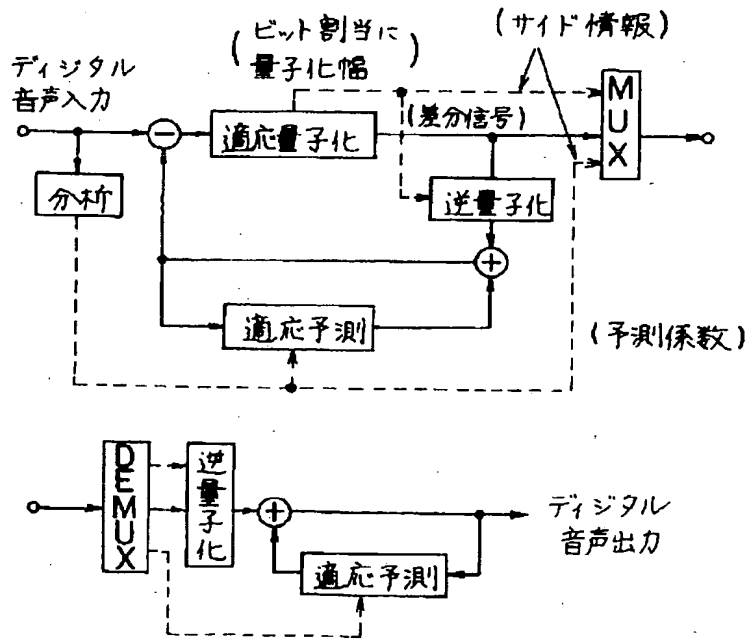 (ビット割当に
量子化幅
(サイド情報)
ディジタル
音声入力
適応量子化
(差分信号)
MUX
分析
逆量子化
適応予測
(予測係数)
DEMUX
逆量子化
適応予測
ディジタル
音声出力